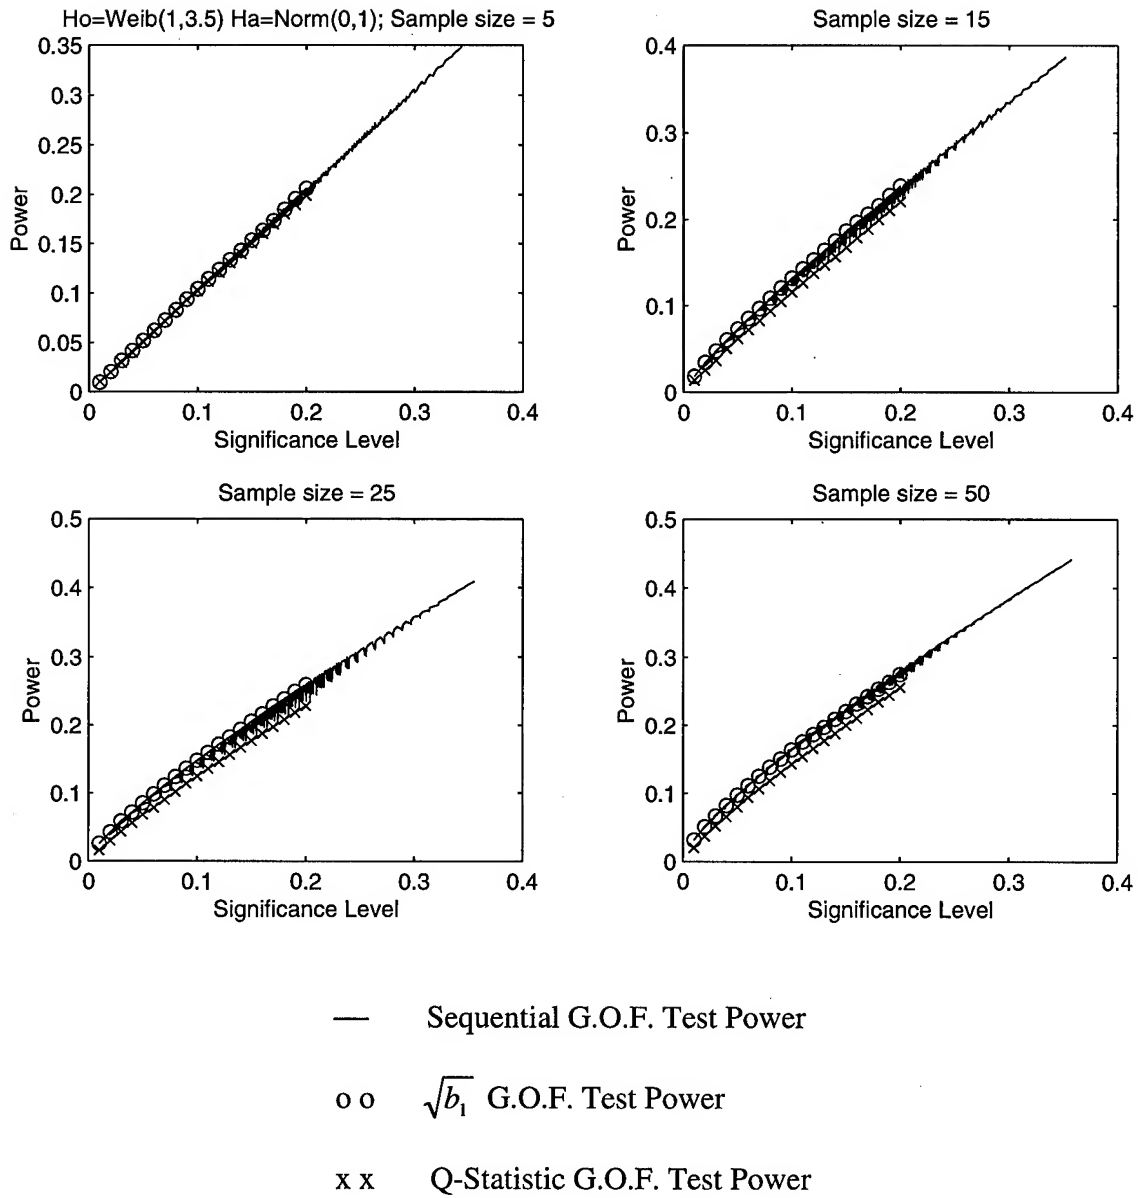 Ho=Weib(1,3.5) Ha=Norm(0,1); Sample size = 5
0.35
0.3
0.25
0.2
0.15
0.1
0.05
0
Power
0 0.1 0.2 0.3 0.4
Significance Level
Sample size = 15
0.4
0.3
0.2
0.1
0
Power
0 0.1 0.2 0.3 0.4
Significance Level
Sample size = 25
0.5
0.4
0.3
0.2
0.1
0
Power
0 0.1 0.2 0.3 0.4
Significance Level
Sample size = 50
0.5
0.4
0.3
0.2
0.1
0
Power
0 0.1 0.2 0.3 0.4
Significance Level
— Sequential G.O.F. Test Power
o o √b₁ G.O.F. Test Power
x x Q-Statistic G.O.F. Test Power